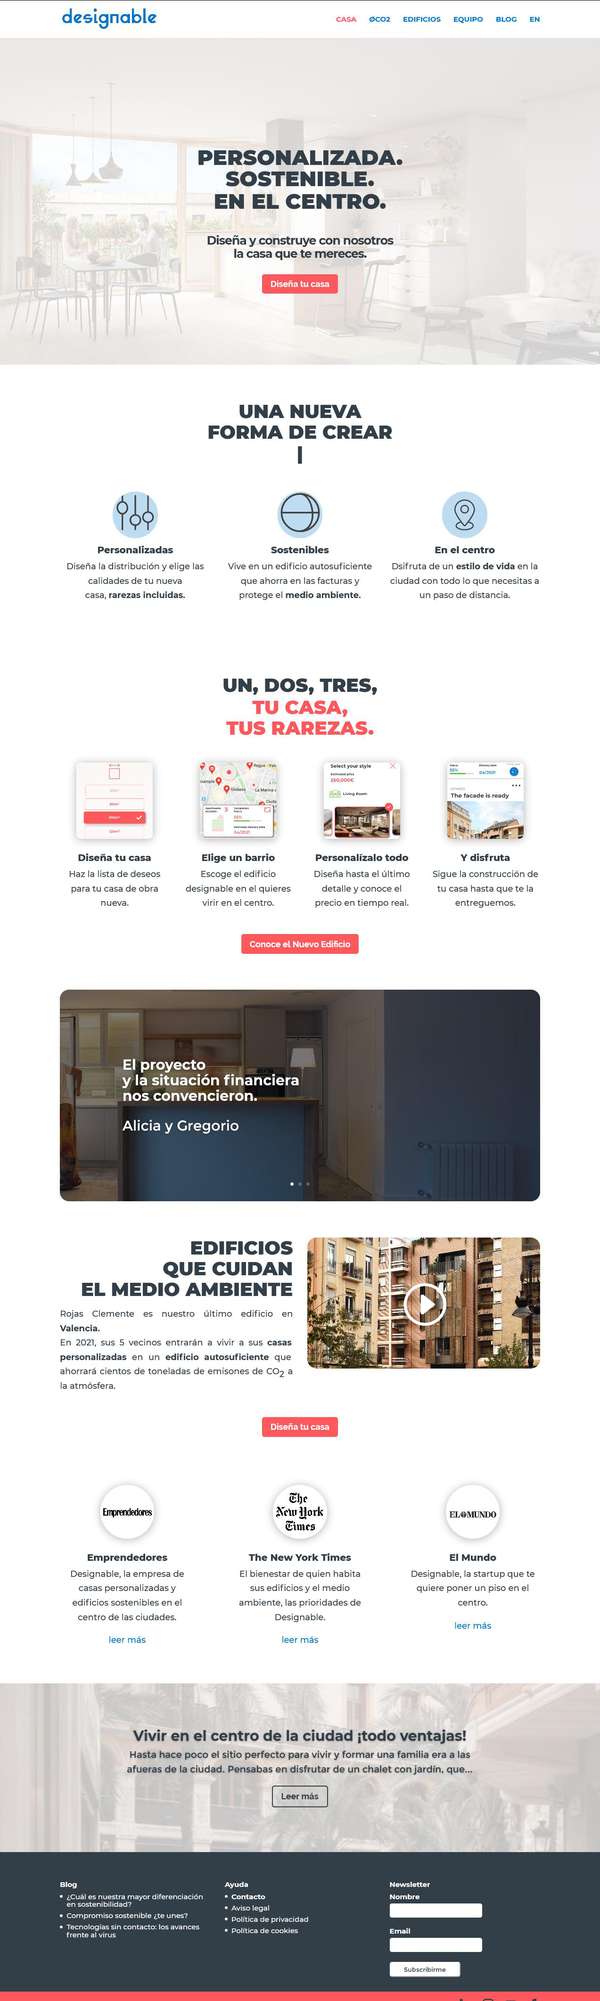 designable
CASA ØCO2 EDIFICIOS EQUIPO BLOG EN
PERSONALIZADA.
SOSTENIBLE.
EN EL CENTRO.
Diseña y construye con nosotros
la casa que te mereces.
Diseña tu casa
UNA NUEVA
FORMA DE CREAR
Personalizadas
Diseña la distribución y elige las
calidades de tu nueva
casa, rarezas incluidas.
Sostenibles
Vive en un edificio autosuficiente
que ahorra en las facturas y
protege el medio ambiente.
En el centro
Dsifruta de un estilo de vida en la
ciudad con todo lo que necesitas a
un paso de distancia.
UN, DOS, TRES,
TU CASA,
TUS RAREZAS.
Select your style
Living Room
The facade is ready
Diseña tu casa
Haz la lista de deseos
para tu casa de obra
nueva.
Elige un barrio
Escoge el edificio
designable en el quieres
virir en el centro.
Personalízalo todo
Diseña hasta el último
detalle y conoce el
precio en tiempo real.
Y disfruta
Sigue la construcción de
tu casa hasta que te la
entreguemos.
Conoce el Nuevo Edificio
El proyecto
y la situación financiera
nos convencieron.
Alicia y Gregorio
EDIFICIOS
QUE CUIDAN
EL MEDIO AMBIENTE
Rojas Clemente es nuestro último edificio en
Valencia.
En 2021, sus 5 vecinos entrarán a vivir a sus casas
personalizadas en un edificio autosuficiente que
ahorrará cientos de toneladas de emisones de CO2 a
la atmósfera.
Diseña tu casa
Emprendedores
Emprendedores
Designable, la empresa de
casas personalizadas y
edificios sostenibles en el
centro de las ciudades.
leer más
The
New York
Times
The New York Times
El bienestar de quien habita
sus edificios y el medio
ambiente, las prioridades de
Designable.
leer más
EL MUNDO
El Mundo
Designable, la startup que te
quiere poner un piso en el
centro.
leer más
Vivir en el centro de la ciudad ¡todo ventajas!
Hasta hace poco el sitio perfecto para vivir y formar una familia era a las
afueras de la ciudad. Pensabas en disfrutar de un chalet con jardín, que...
Leer más
Blog
¿Cuál es nuestra mayor diferenciación
en sostenibilidad?
Compromiso sostenible ¿te unes?
Tecnologías sin contacto: los avances
frente al virus
Ayuda
Contacto
Aviso legal
Política de privacidad
Política de cookies
Newsletter
Nombre
Email
Subscribirme